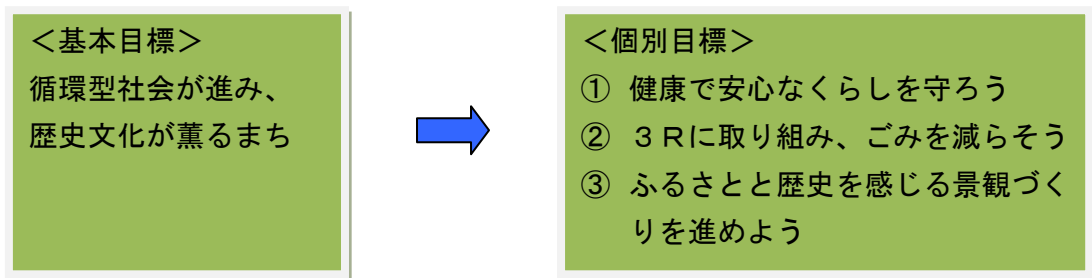 ＜基本目標＞
循環型社会が進み、
歴史文化が薫るまち
＜個別目標＞
① 健康で安心なくらしを守ろう
② ３Ｒに取り組み、ごみを減らそう
③ ふるさとと歴史を感じる景観づく
りを進めよう